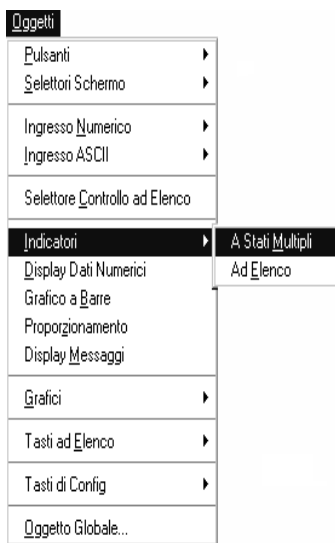 Oggetti
Pulsanti
Selettori Schermo
Ingresso Numerico
Ingresso ASCII
Selettore Controllo ad Elenco
Indicatori
A Stati Multipli
Display Dati Numerici
Ad Elenco
Grafico a Barre
Proporzionamento
Display Messaggi
Grafici
Tasti ad Elenco
Tasti di Config
Oggetto Globale...